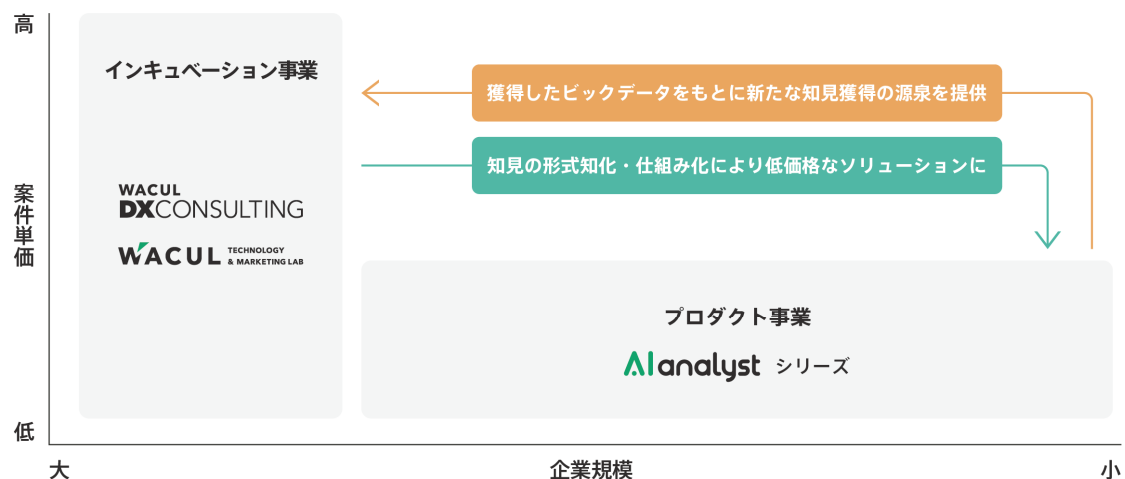 高
案件単価
低
インキュベーション事業
WACUL
DXCONSULTING
WACUL TECHNOLOGY
& MARKETING LAB
獲得したビックデータをもとに新たな知見獲得の源泉を提供
知見の形式知化・仕組み化により低価格なソリューションに
プロダクト事業
AI analyst シリーズ
大
企業規模
小